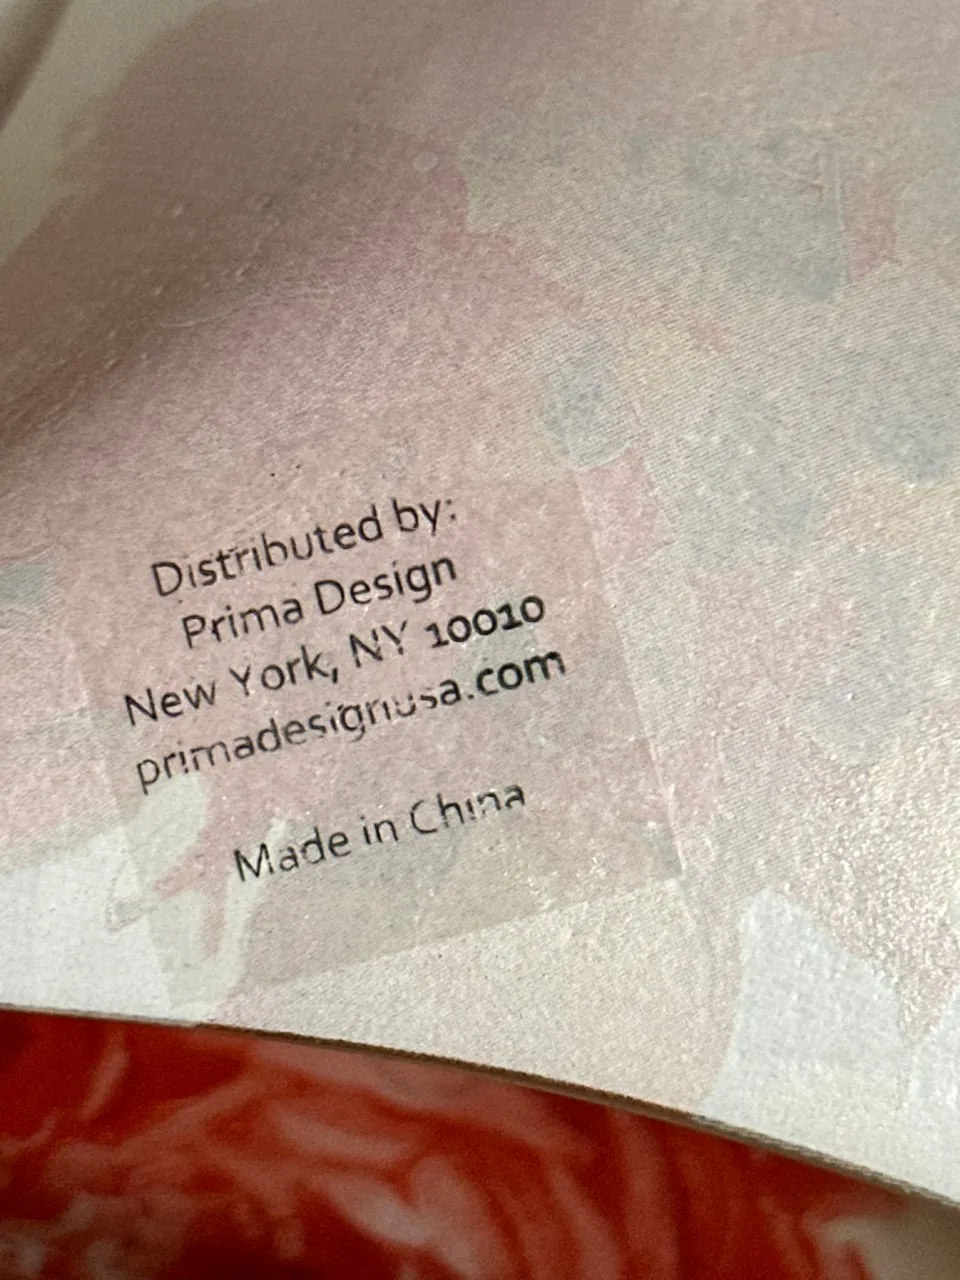 Distributed by:
Prima Design
New York, NY 10010
primadesignusa.com
Made in China